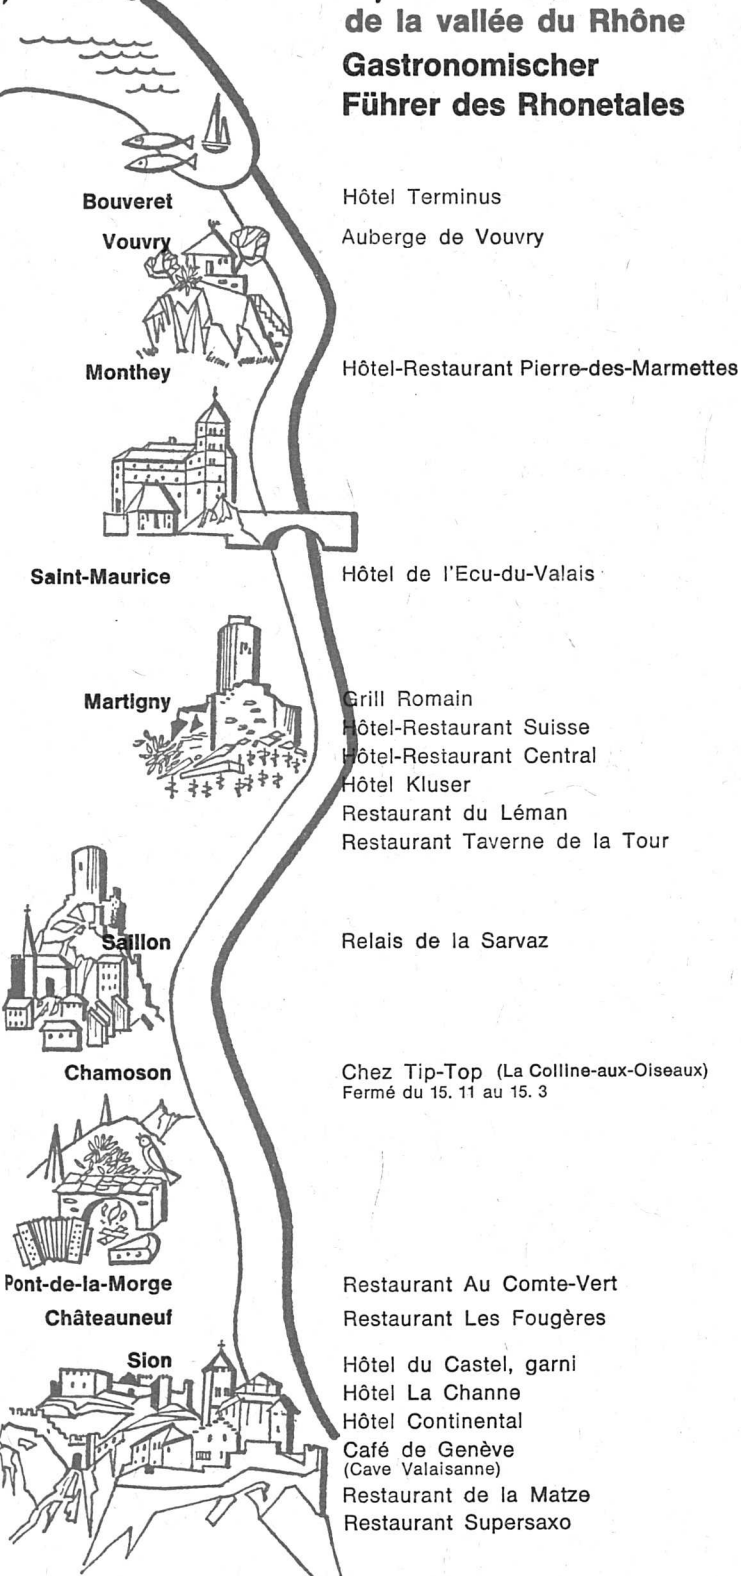 de la vallée du Rhône
Gastronomischer
Führer des Rhonetales
Bouveret Hôtel Terminus
Vouvry Auberge de Vouvry
Monthey Hôtel-Restaurant Pierre-des-Marmettes
Saint-Maurice Hôtel de l'Ecu-du-Valais
Martigny Grill Romain
Hôtel-Restaurant Suisse
Hôtel-Restaurant Central
Hôtel Kluser
Restaurant du Léman
Restaurant Taverne de la Tour
Saillon Relais de la Sarvaz
Chamoson Chez Tip-Top (La Colline-aux-Oiseaux)
Fermé du 15. 11 au 15. 3
Pont-de-la-Morge Restaurant Au Comte-Vert
Châteauneuf Restaurant Les Fougères
Sion Hôtel du Castel, garni
Hôtel La Channe
Hôtel Continental
Café de Genève
(Cave Valaisanne)
Restaurant de la Matze
Restaurant Supersaxo